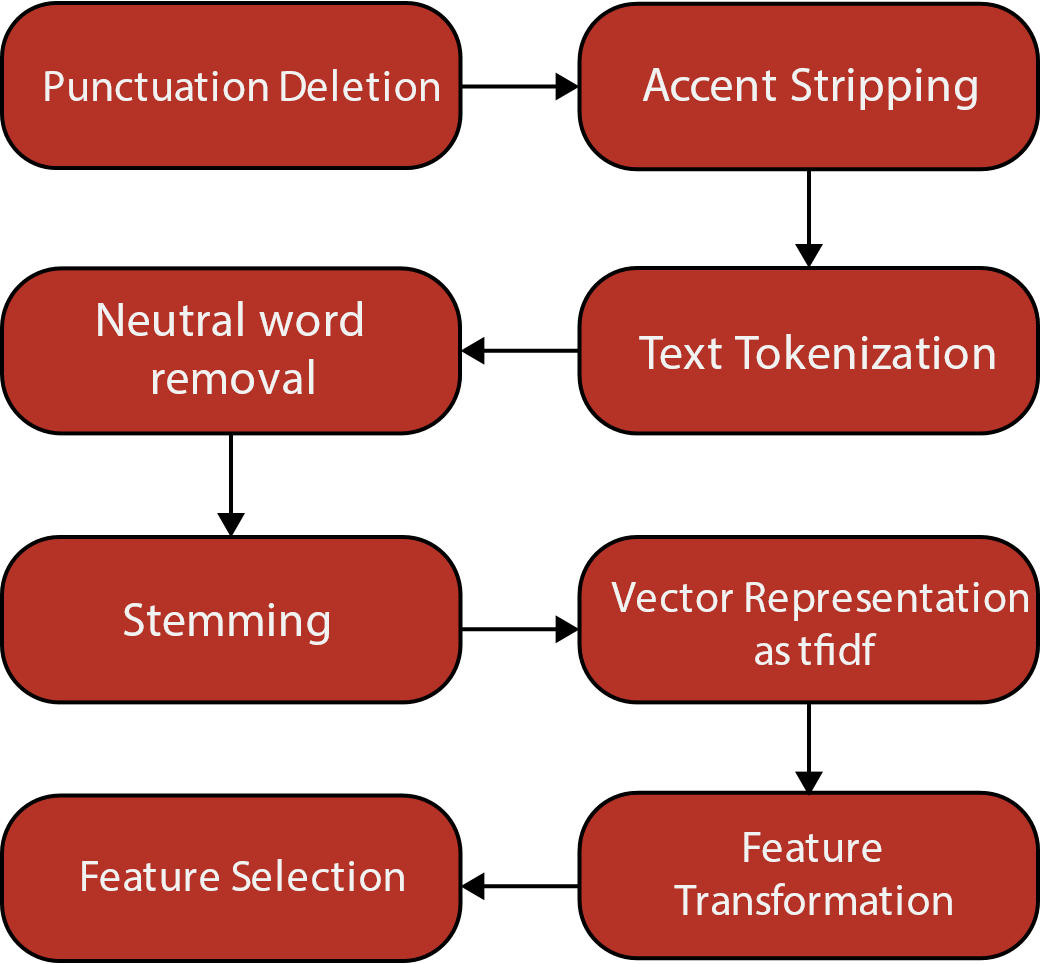 Punctuation Deletion
Accent Stripping
Neutral word
removal
Text Tokenization
Stemming
Vector Representation
as tfidf
Feature Selection
Feature
Transformation